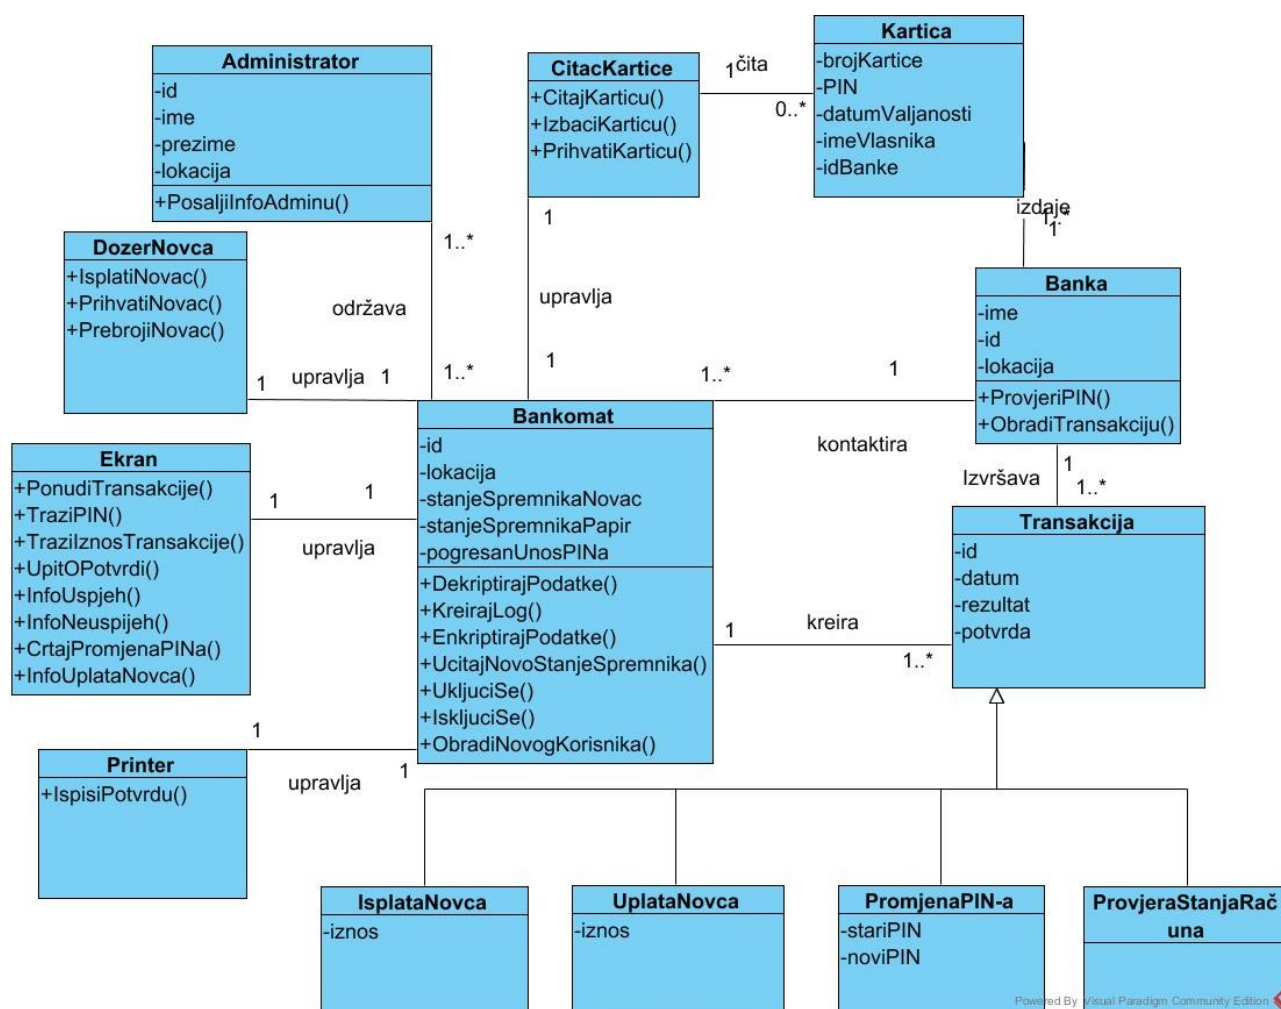 Administrator
-id
-ime
-prezime
-lokacija
+PosaljiInfoAdminu()
CitacKartice
+CitajKarticu()
+IzbaciKarticu()
+PrihvatiKarticu()
1
čita
0..*
Kartica
-brojKartice
-PIN
-datumValjanosti
-imeVlasnika
-idBanke
izdaje
1..*
1
DozerNovca
+IsplatiNovac()
+PrihvatiNovac()
+PrebrojiNovac()
1..*
održava
1..*
1
upravlja
1
1
upravlja
1
Banka
-ime
-id
-lokacija
+ProvjeriPIN()
+ObradiTransakciju()
1..*
1
kontaktira
Bankomat
-id
-lokacija
-stanjeSpremnikaNovac
-stanjeSpremnikaPapir
-pogresanUnosPINa
+DekriptirajPodatke()
+KreirajLog()
+EnkriptirajPodatke()
+UcitajNovoStanjeSpremnika()
+UkljuciSe()
+IskljuciSe()
+ObradiNovogKorisnika()
Ekran
+PonudiTransakcije()
+TraziPIN()
+TraziIznosTransakcije()
+UpitOPotvrdi()
+InfoUspjeh()
+InfoNeuspijeh()
+CrtajPromjenaPINa()
+InfoUplataNovca()
1
1
upravlja
Izvršava
1
1..*
Transakcija
-id
-datum
-rezultat
-potvrda
1
kreira
1..*
Printer
+IspisiPotvrdu()
1
upravlja
1
IsplataNovca
-iznos
UplataNovca
-iznos
PromjenaPIN-a
-stariPIN
-noviPIN
ProvjeraStanjaRač
una
Powered By Visual Paradigm Community Edition